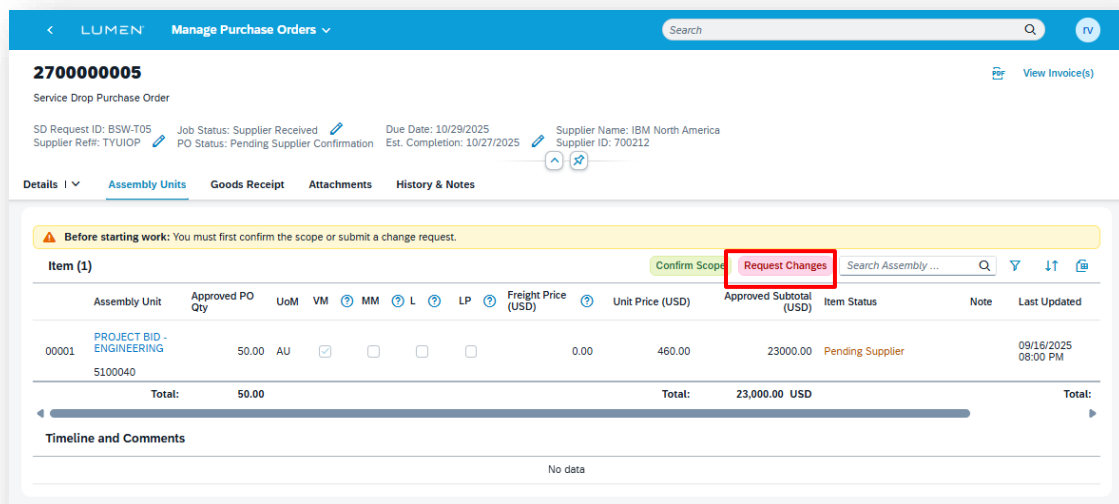 LUMEN Manage Purchase Orders Search rv
2700000005 PDF View Invoice(s)
Service Drop Purchase Order
SD Request ID: BSW-T05 Job Status: Supplier Received Due Date: 10/29/2025 Supplier Name: IBM North America
Supplier Ref#: TYUIOP PO Status: Pending Supplier Confirmation Est. Completion: 10/27/2025 Supplier ID: 700212
Details Assembly Units Goods Receipt Attachments History & Notes
Before starting work: You must first confirm the scope or submit a change request.
Item (1) Confirm Scope Request Changes Search Assembly ...
Assembly Unit Approved PO Qty UoM VM ? MM ? L ? LP ? Freight Price (USD) ? Unit Price (USD) Approved Subtotal (USD) Item Status Note Last Updated
00001 PROJECT BID - ENGINEERING 50.00 AU 0.00 460.00 23000.00 Pending Supplier 09/16/2025 08:00 PM
5100040
Total: 50.00 Total: 23,000.00 USD Total:
Timeline and Comments
No data